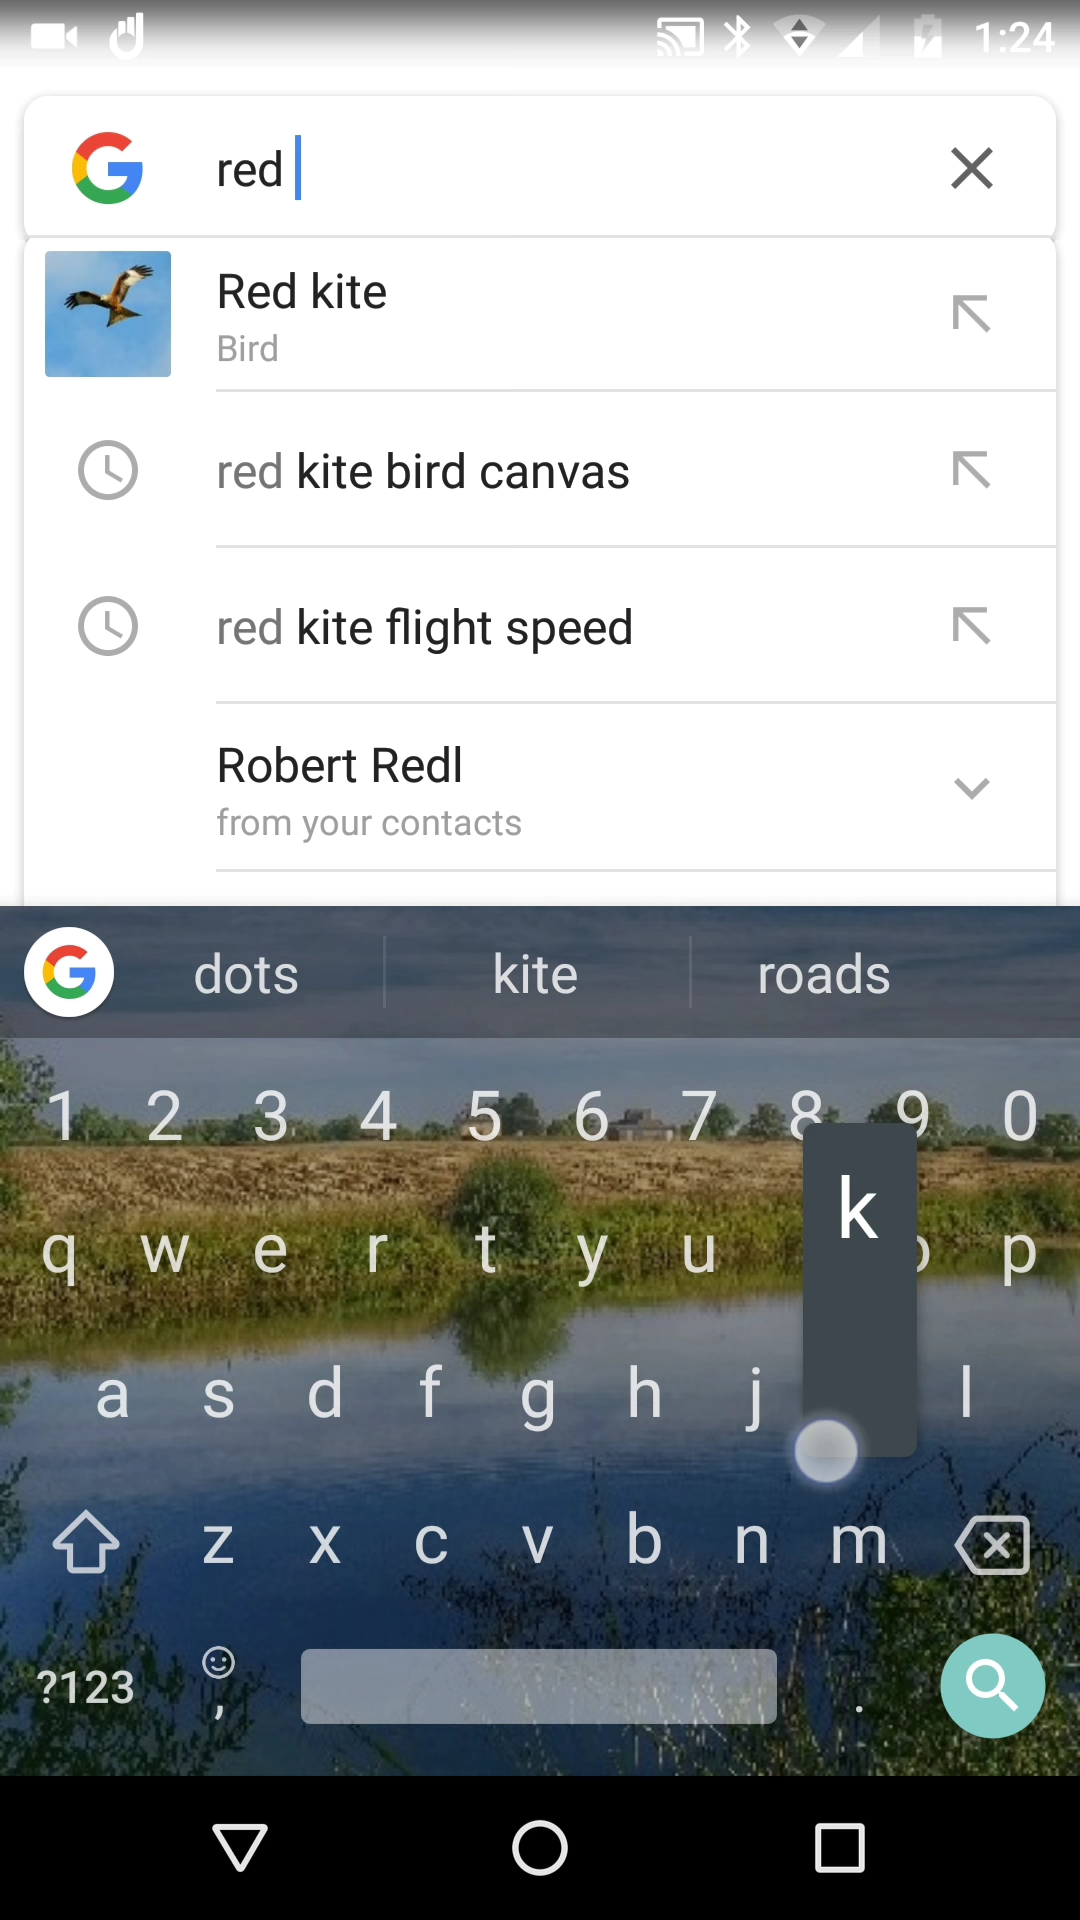 1:24
red
Red kite
Bird
red kite bird canvas
red kite flight speed
Robert Redl
from your contacts
dots kite roads
1 2 3 4 5 6 7 8 9 0
q w e r t y u o p
k
a s d f g h j l
z x c v b n m
?123 , .